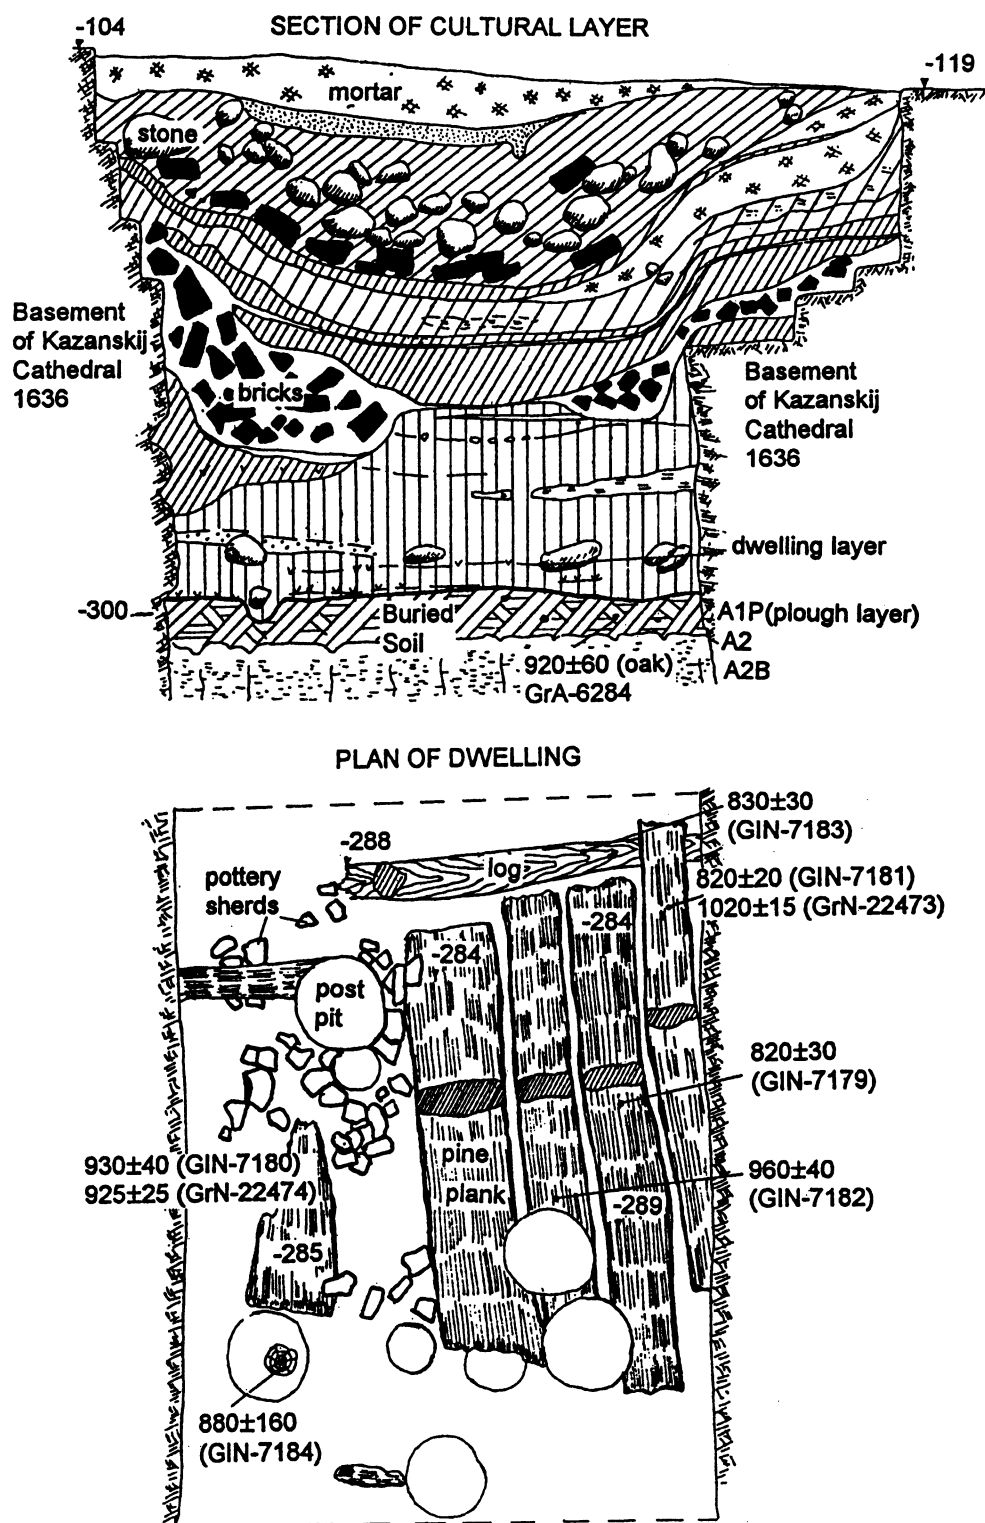 SECTION OF CULTURAL LAYER
-104
-119
mortar
stone
Basement
of Kazanskij
Cathedral
1636
bricks
Basement
of Kazanskij
Cathedral
1636
dwelling layer
-300
Buried
Soil
A1P(plough layer)
A2
A2B
920±60 (oak)
GrA-6284
PLAN OF DWELLING
830±30
(GIN-7183)
-288
log
pottery
sherds
820±20 (GIN-7181)
1020±15 (GrN-22473)
-284
-284
post
pit
820±30
(GIN-7179)
930±40 (GIN-7180)
925±25 (GrN-22474)
pine
plank
960±40
(GIN-7182)
-289
-285
880±160
(GIN-7184)